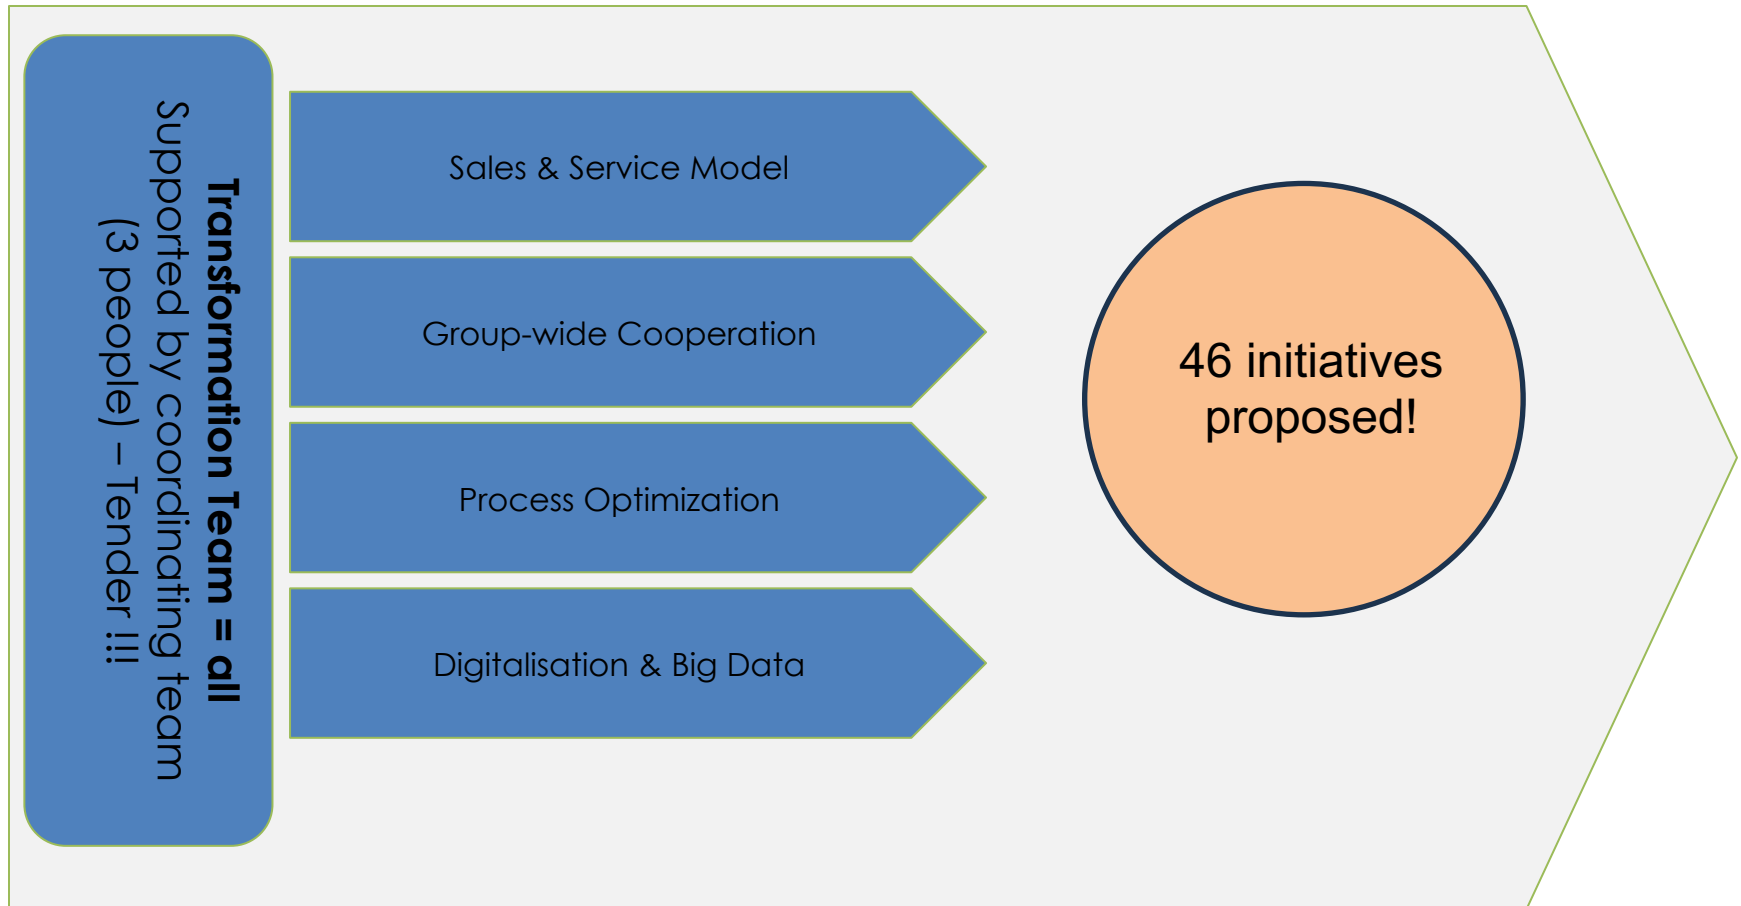 Transformation Team = all
Supported by coordinating team
(3 people) – Tender !!!
Sales & Service Model
Group-wide Cooperation
Process Optimization
Digitalisation & Big Data
46 initiatives
proposed!